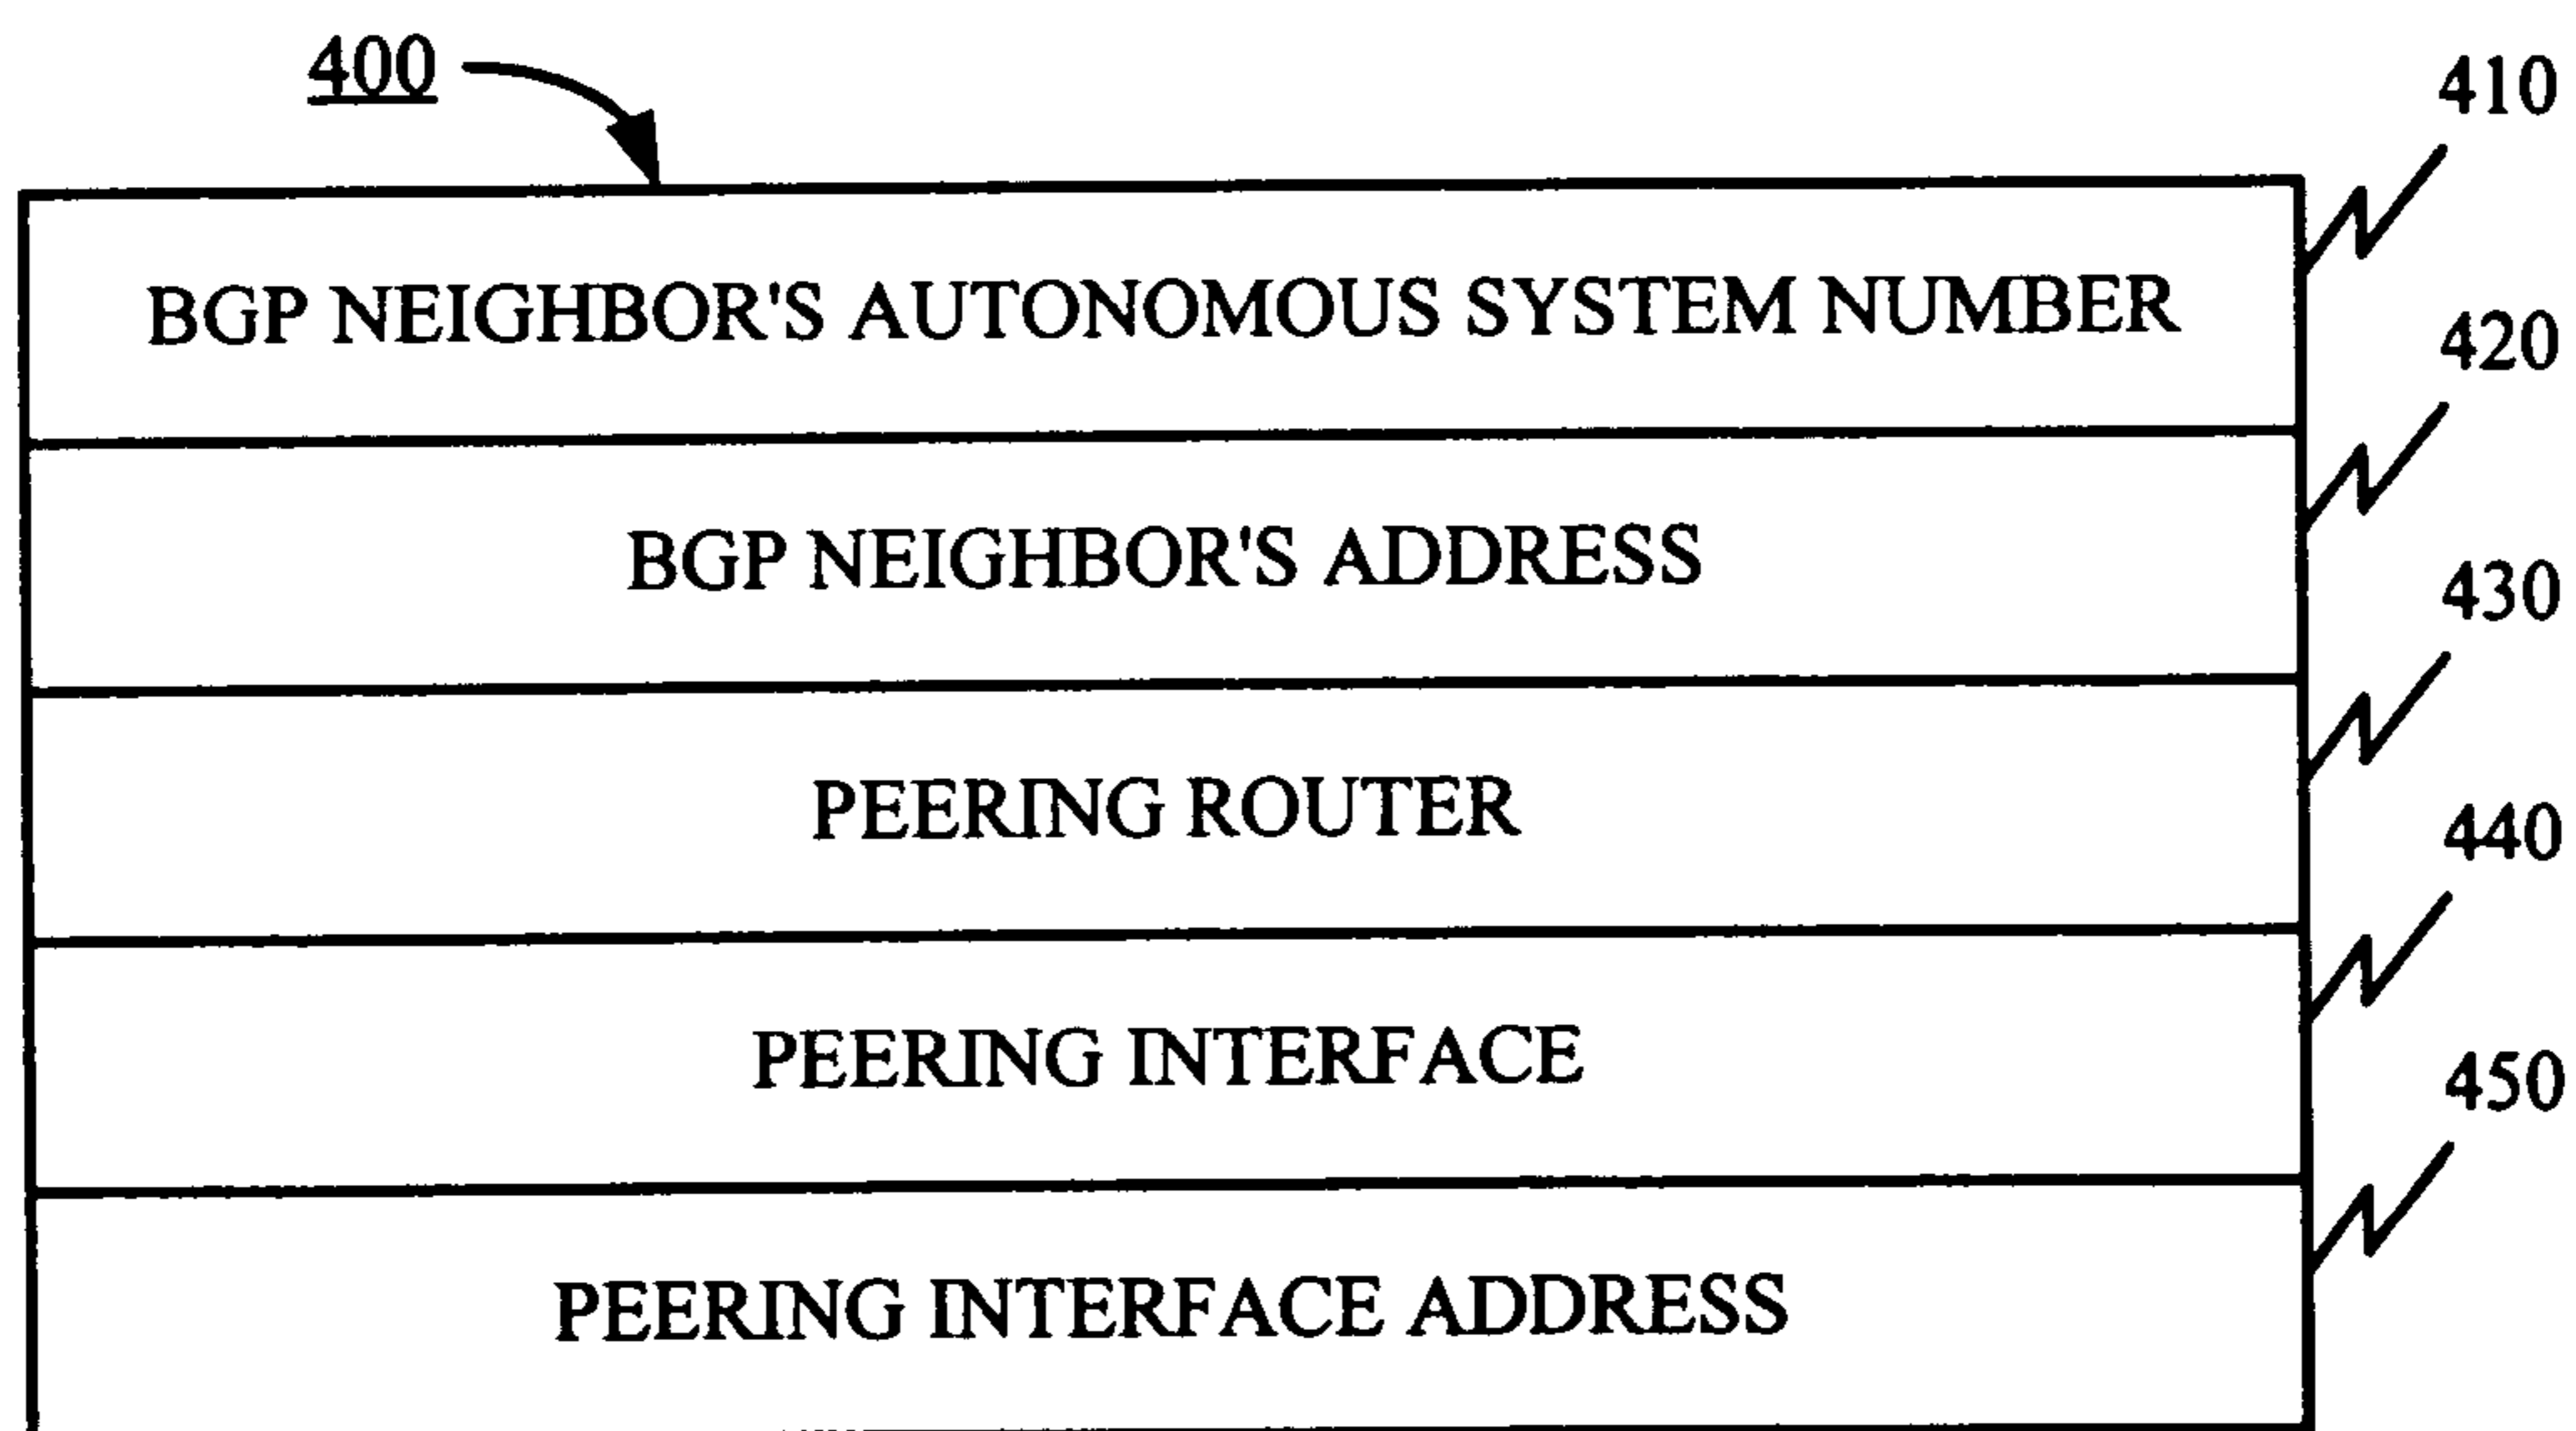 400
410
BGP NEIGHBOR'S AUTONOMOUS SYSTEM NUMBER
420
BGP NEIGHBOR'S ADDRESS
430
PEERING ROUTER
440
PEERING INTERFACE
450
PEERING INTERFACE ADDRESS